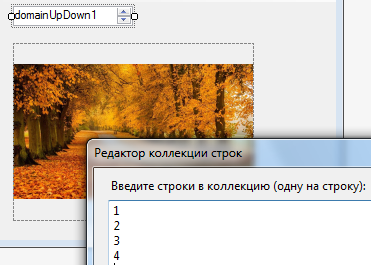 domainUpDown1
Редактор коллекции строк
Введите строки в коллекцию (одну на строку):
1
2
3
4